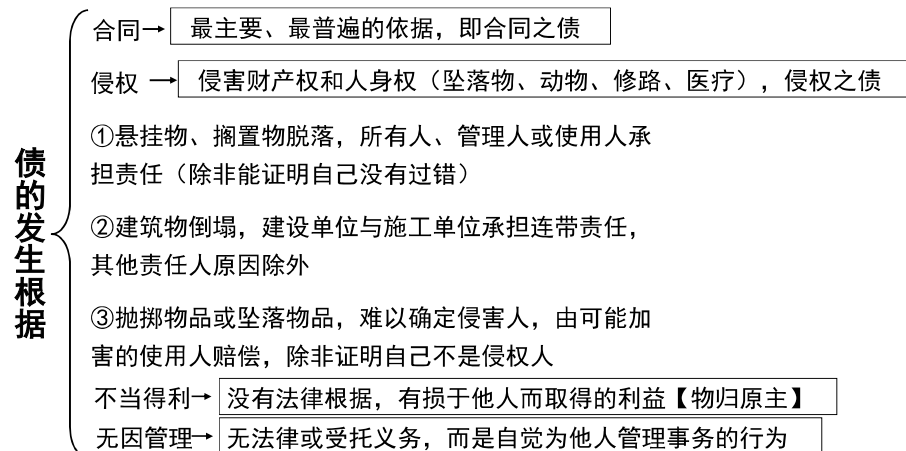 债的发生根据
合同→ 最主要、最普遍的依据，即合同之债
侵权→ 侵害财产权和人身权（坠落物、动物、修路、医疗），侵权之债
①悬挂物、搁置物脱落，所有人、管理人或使用人承
担责任（除非能证明自己没有过错）
②建筑物倒塌，建设单位与施工单位承担连带责任，
其他责任人原因除外
③抛掷物品或坠落物品，难以确定侵害人，由可能加
害的使用人赔偿，除非证明自己不是侵权人
不当得利→ 没有法律根据，有损于他人而取得的利益【物归原主】
无因管理→ 无法律或受托义务，而是自觉为他人管理事务的行为